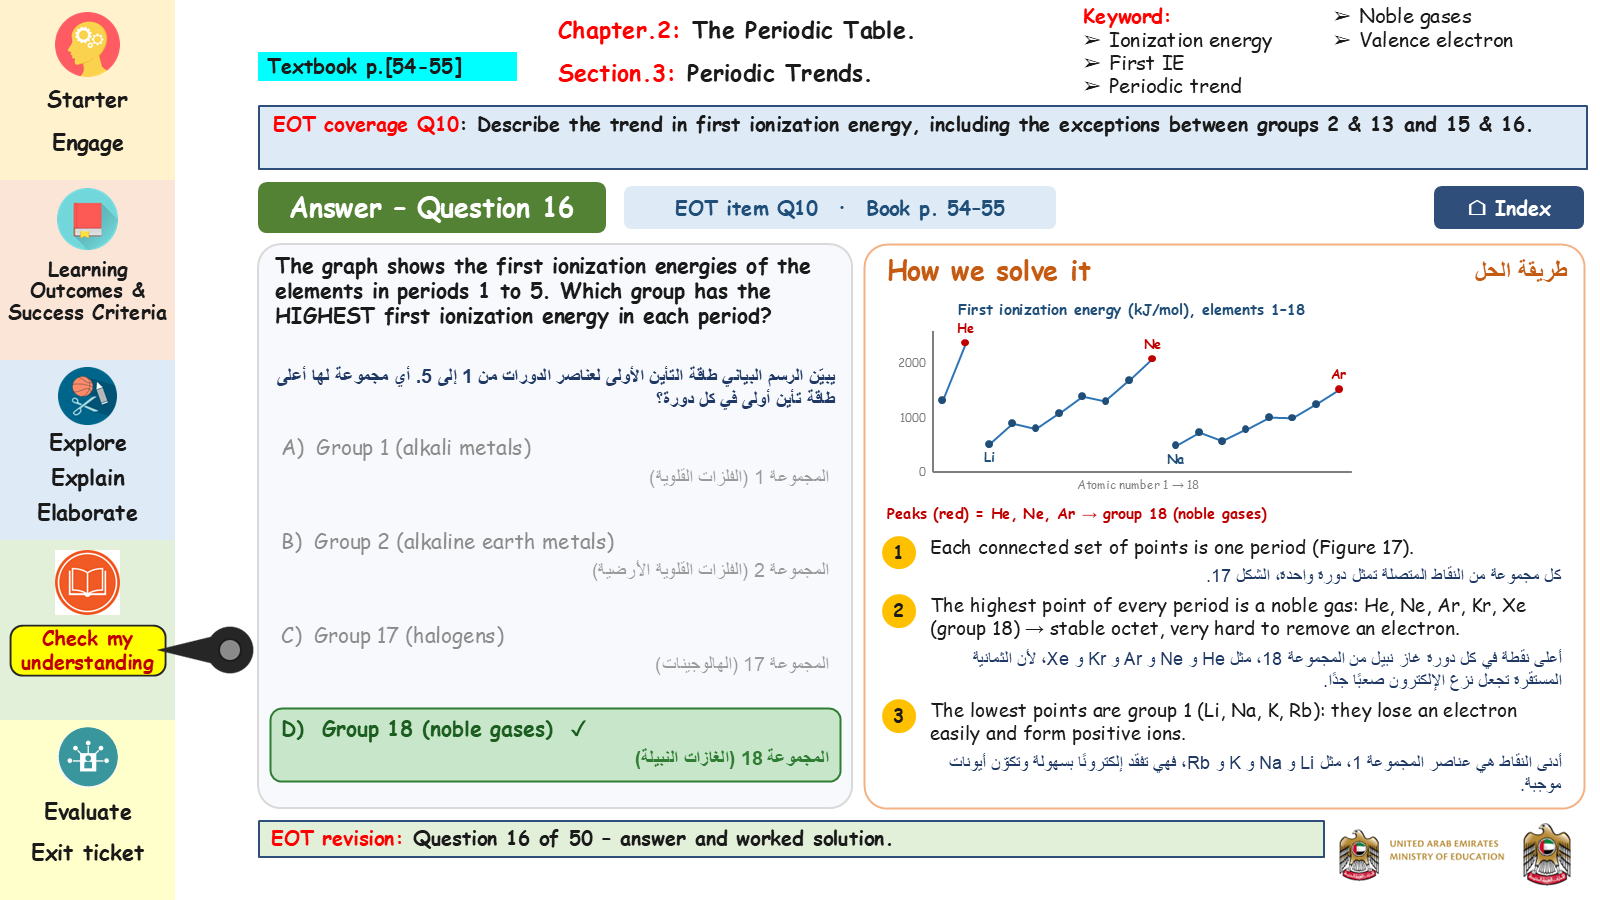 Starter
Engage
Learning
Outcomes &
Success Criteria
Explore
Explain
Elaborate
Check my
understanding
Evaluate
Exit ticket
Textbook p.[54-55]
Chapter.2: The Periodic Table.
Section.3: Periodic Trends.
Keyword:
➢ Ionization energy
➢ First IE
➢ Periodic trend
➢ Noble gases
➢ Valence electron
EOT coverage Q10: Describe the trend in first ionization energy, including the exceptions between groups 2 & 13 and 15 & 16.
Answer – Question 16
EOT item Q10 · Book p. 54–55
⌂ Index
The graph shows the first ionization energies of the
elements in periods 1 to 5. Which group has the
HIGHEST first ionization energy in each period?
يبيّن الرسم البياني طاقة التأين الأولى لعناصر الدورات من 1 إلى 5. أي مجموعة لها أعلى
طاقة تأين أولى في كل دورة؟
A) Group 1 (alkali metals)
المجموعة 1 (الفلزات القلوية)
B) Group 2 (alkaline earth metals)
المجموعة 2 (الفلزات القلوية الأرضية)
C) Group 17 (halogens)
المجموعة 17 (الهالوجينات)
D) Group 18 (noble gases) ✓
المجموعة 18 (الغازات النبيلة)
How we solve it
طريقة الحل
First ionization energy (kJ/mol), elements 1–18
He
Ne
Ar
2000
1000
0
Li
Na
Atomic number 1 → 18
Peaks (red) = He, Ne, Ar → group 18 (noble gases)
1 Each connected set of points is one period (Figure 17).
كل مجموعة من النقاط المتصلة تمثل دورة واحدة، الشكل 17.
2 The highest point of every period is a noble gas: He, Ne, Ar, Kr, Xe
(group 18) → stable octet, very hard to remove an electron.
أعلى نقطة في كل دورة غاز نبيل من المجموعة 18، مثل He و Ne و Ar و Kr و Xe، لأن الثمانية
المستقرة تجعل نزع الإلكترون صعبًا جدًا.
3 The lowest points are group 1 (Li, Na, K, Rb): they lose an electron
easily and form positive ions.
أدنى النقاط هي عناصر المجموعة 1، مثل Li و Na و K و Rb، فهي تفقد إلكترونًا بسهولة وتكوّن أيونات
موجبة.
EOT revision: Question 16 of 50 – answer and worked solution.
UNITED ARAB EMIRATES
MINISTRY OF EDUCATION